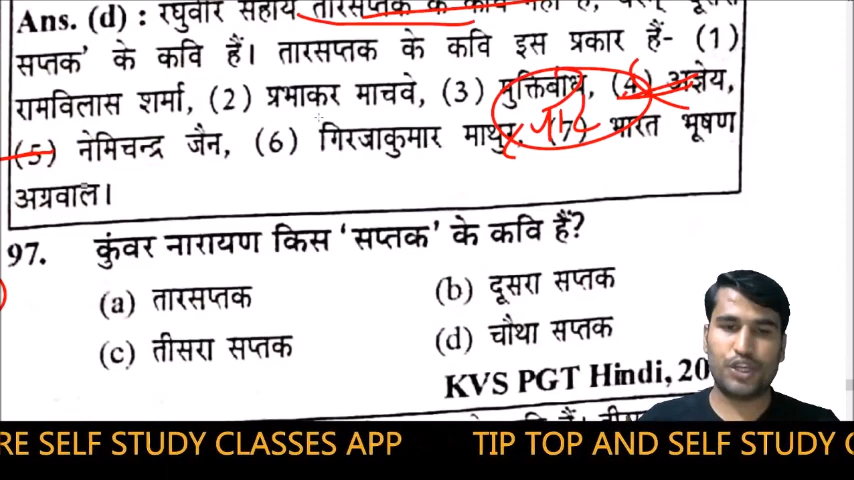 Ans. (d) : रघुवीर सहाय तारसप्तक के कवि नहीं है,
सप्तक' के कवि हैं। तारसप्तक के कवि इस प्रकार हैं- (1)
रामविलास शर्मा, (2) प्रभाकर माचवे, (3) मुक्तिबोध, (4) अज्ञेय,
(5) नेमिचन्द्र जैन, (6) गिरजाकुमार माथुर, (7) भारत भूषण
अग्रवाल।
97. कुंवर नारायण किस 'सप्तक' के कवि हैं?
(a) तारसप्तक (b) दूसरा सप्तक
(c) तीसरा सप्तक (d) चौथा सप्तक
KVS PGT Hindi, 20
RE SELF STUDY CLASSES APP TIP TOP AND SELF STUDY